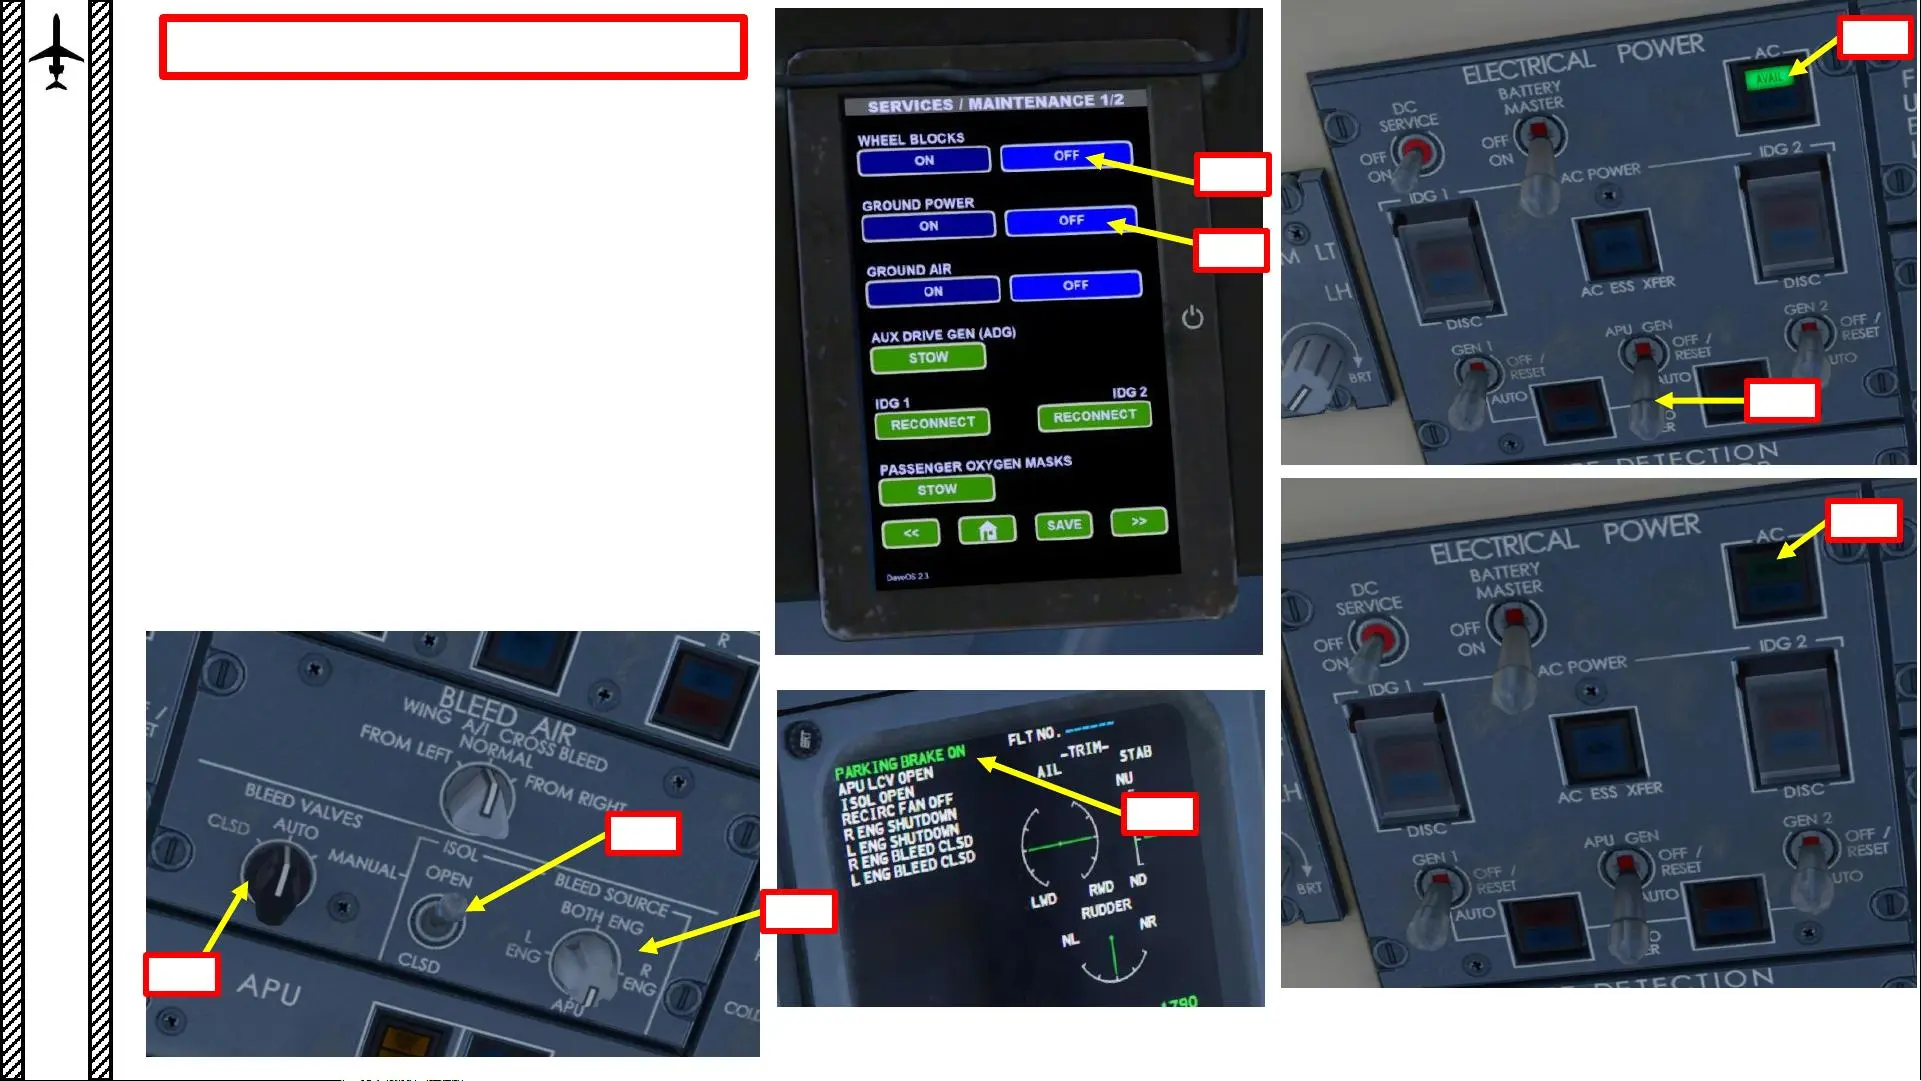 SERVICES / MAINTENANCE 1/2
WHEEL BLOCKS
ON
OFF
GROUND POWER
ON
OFF
GROUND AIR
ON
OFF
AUX DRIVE GEN (ADG)
STOW
IDG 1
IDG 2
RECONNECT
RECONNECT
PASSENGER OXYGEN MASKS
STOW
<<
SAVE
>>
DaveOS 2.3
ELECTRICAL POWER
AC
AVAIL
BATTERY
MASTER
DC
SERVICE
OFF
ON
OFF
ON
IDG 2
AC POWER
IDG 1
LT
LH
AC ESS XFER
DISC
DISC
GEN 2
APU GEN
OFF /
RESET
OFF /
RESET
GEN 1
OFF /
RESET
AUTO
AUTO
AUTO
BRT
DETECTION
ELECTRICAL POWER
AC
BATTERY
MASTER
DC
SERVICE
OFF
ON
OFF
ON
IDG 2
AC POWER
IDG 1
AC ESS XFER
DISC
DISC
GEN 2
APU GEN
OFF /
RESET
OFF /
RESET
GEN 1
OFF /
RESET
AUTO
AUTO
AUTO
BRT
DETECTION
R
BLEED AIR
WING A/I CROSS BLEED
NORMAL
FROM LEFT
FROM RIGHT
BLEED VALVES
CLSD
AUTO
MANUAL
ISOL
OPEN
CLSD
BLEED SOURCE
BOTH ENG
L
ENG
R
ENG
APU
APU
BRT
PARKING BRAKE ON
APU LCV OPEN
ISOL OPEN
RECIRC FAN OFF
R ENG SHUTDOWN
L ENG SHUTDOWN
R ENG BLEED CLSD
L ENG BLEED CLSD
FLT NO. -----
-TRIM-
STAB
AIL
NU
LWD
RWD
ND
RUDDER
NL
NR